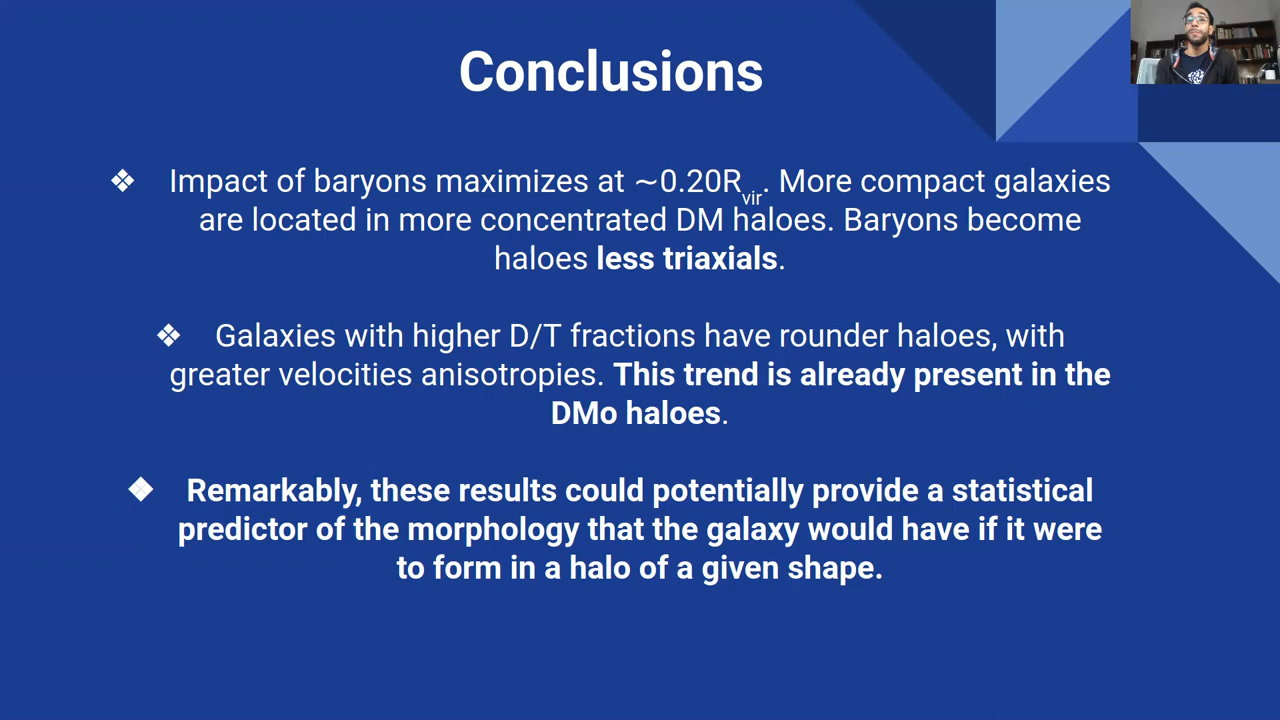 Conclusions
❖ Impact of baryons maximizes at ∼0.20Rvir. More compact galaxies
are located in more concentrated DM haloes. Baryons become
haloes less triaxials.
❖ Galaxies with higher D/T fractions have rounder haloes, with
greater velocities anisotropies. This trend is already present in the
DMo haloes.
❖ Remarkably, these results could potentially provide a statistical
predictor of the morphology that the galaxy would have if it were
to form in a halo of a given shape.